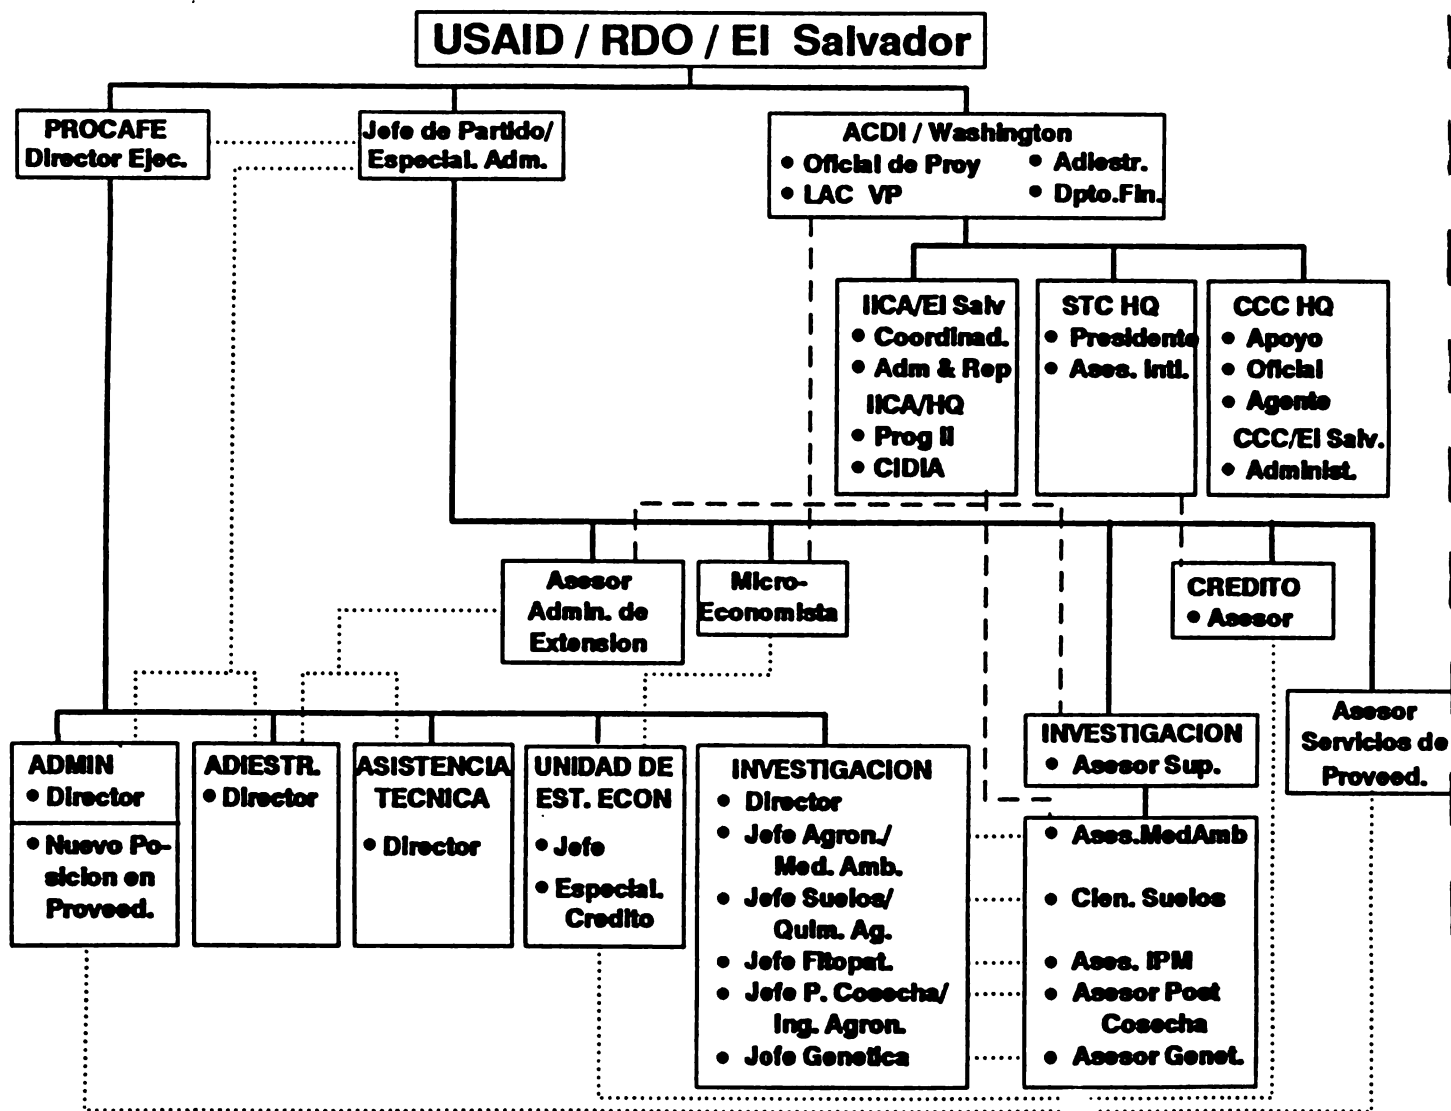 USAID / RDO / El Salvador
PROCAFE
Director Ejec.
Jefe de Partido/
Especial. Adm.
ACDI / Washington
• Oficial de Proy
• LAC VP
• Adiestr.
• Dpto.Fin.
IICA/El Salv
• Coordinad.
• Adm & Rep
IICA/HQ
• Prog II
• CIDIA
STC HQ
• Presidente
• Ases. Intl.
CCC HQ
• Apoyo
• Oficial
• Agente
CCC/El Salv.
• Administ.
Asesor
Admin. de
Extension
Micro-
Economista
CREDITO
• Asesor
Asesor
Servicios de
Proveed.
ADMIN
• Director
• Nuevo Po-
sicion en
Proveed.
ADIESTR.
• Director
ASISTENCIA
TECNICA
• Director
UNIDAD DE
EST. ECON
• Jefe
• Especial.
Credito
INVESTIGACION
• Director
• Jefe Agron./
Med. Amb.
• Jefe Suelos/
Quim. Ag.
• Jefe Fitopat.
• Jefe P. Cosecha/
Ing. Agron.
• Jefe Genetica
INVESTIGACION
• Asesor Sup.
• Ases.MedAmb
• Cien. Suelos
• Ases. IPM
• Asesor Post
Cosecha
• Asesor Genet.